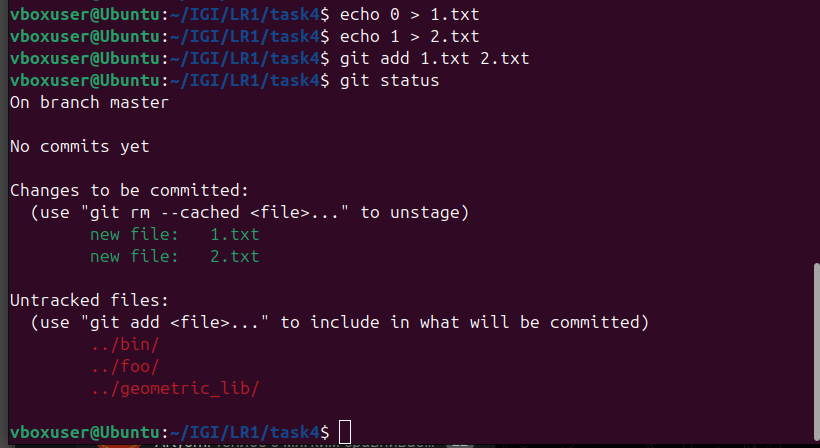 vboxuser@Ubuntu:~/IGI/LR1/task4$ echo 0 > 1.txt
vboxuser@Ubuntu:~/IGI/LR1/task4$ echo 1 > 2.txt
vboxuser@Ubuntu:~/IGI/LR1/task4$ git add 1.txt 2.txt
vboxuser@Ubuntu:~/IGI/LR1/task4$ git status
On branch master
No commits yet
Changes to be committed:
(use "git rm --cached <file>..." to unstage)
new file: 1.txt
new file: 2.txt
Untracked files:
(use "git add <file>..." to include in what will be committed)
../bin/
../foo/
../geometric_lib/
vboxuser@Ubuntu:~/IGI/LR1/task4$